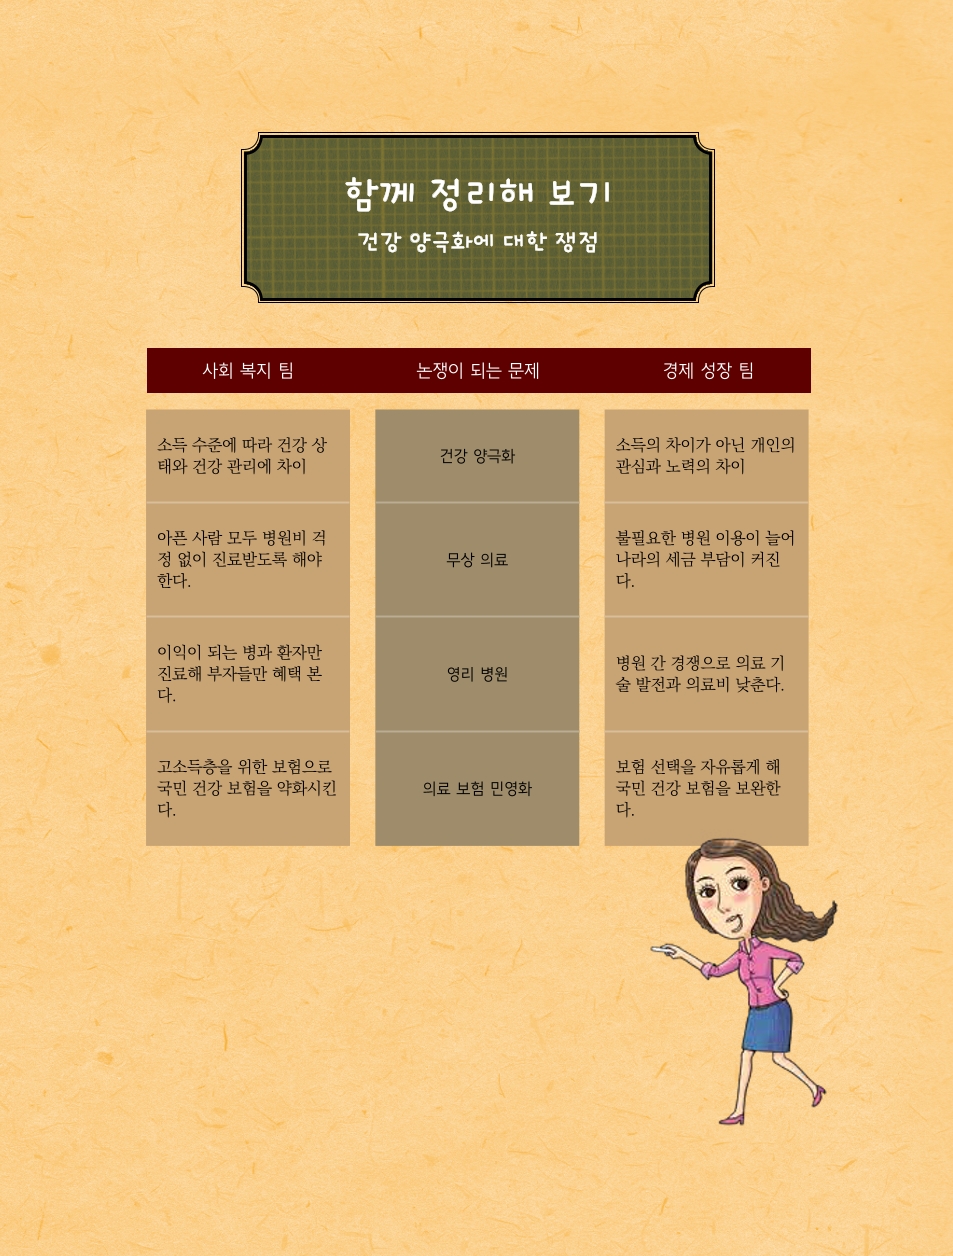 함께 정리해 보기
건강 양극화에 대한 쟁점
사회 복지 팀
논쟁이 되는 문제
경제 성장 팀
소득 수준에 따라 건강 상
태와 건강 관리에 차이
건강 양극화
소득의 차이가 아닌 개인의
관심과 노력의 차이
아픈 사람 모두 병원비 걱
정 없이 진료받도록 해야
한다.
무상 의료
불필요한 병원 이용이 늘어
나라의 세금 부담이 커진
다.
이익이 되는 병과 환자만
진료해 부자들만 혜택 본
다.
영리 병원
병원 간 경쟁으로 의료 기
술 발전과 의료비 낮춘다.
고소득층을 위한 보험으로
국민 건강 보험을 약화시킨
다.
의료 보험 민영화
보험 선택을 자유롭게 해
국민 건강 보험을 보완한
다.